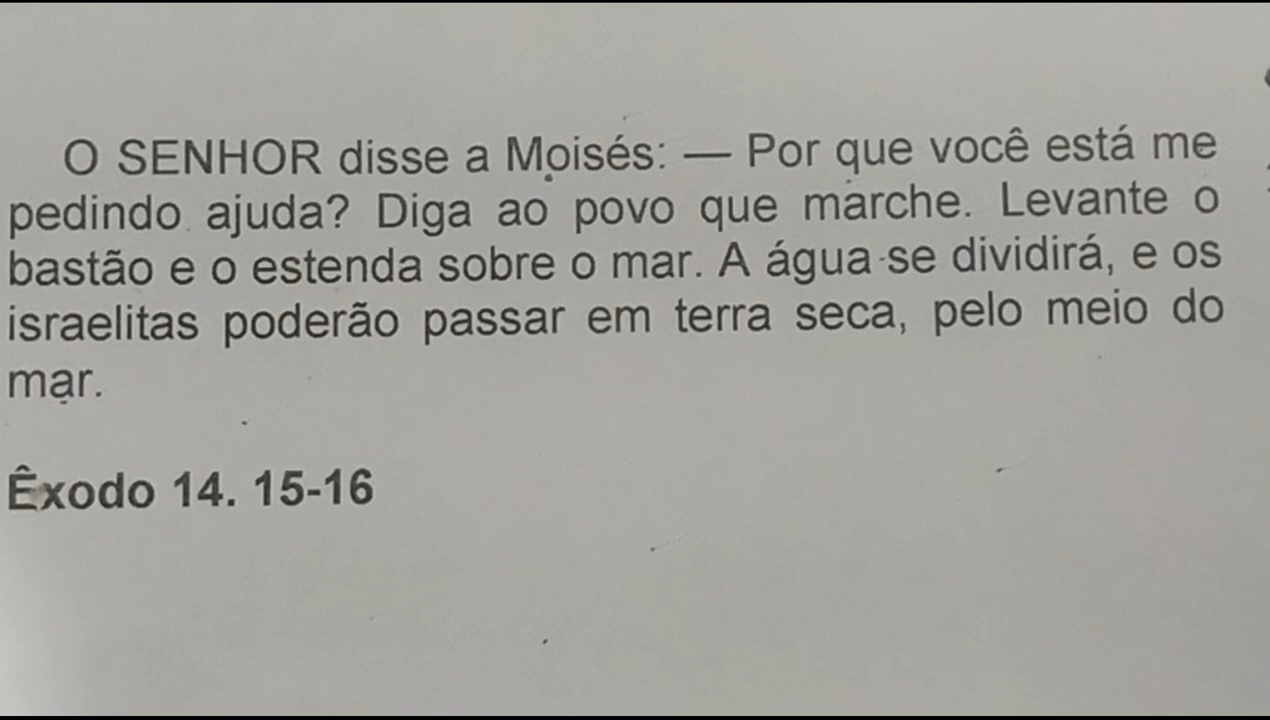 O SENHOR disse a Moisés: — Por que você está me
pedindo ajuda? Diga ao povo que marche. Levante o
bastão e o estenda sobre o mar. A água se dividirá, e os
israelitas poderão passar em terra seca, pelo meio do
mar.
Êxodo 14. 15-16